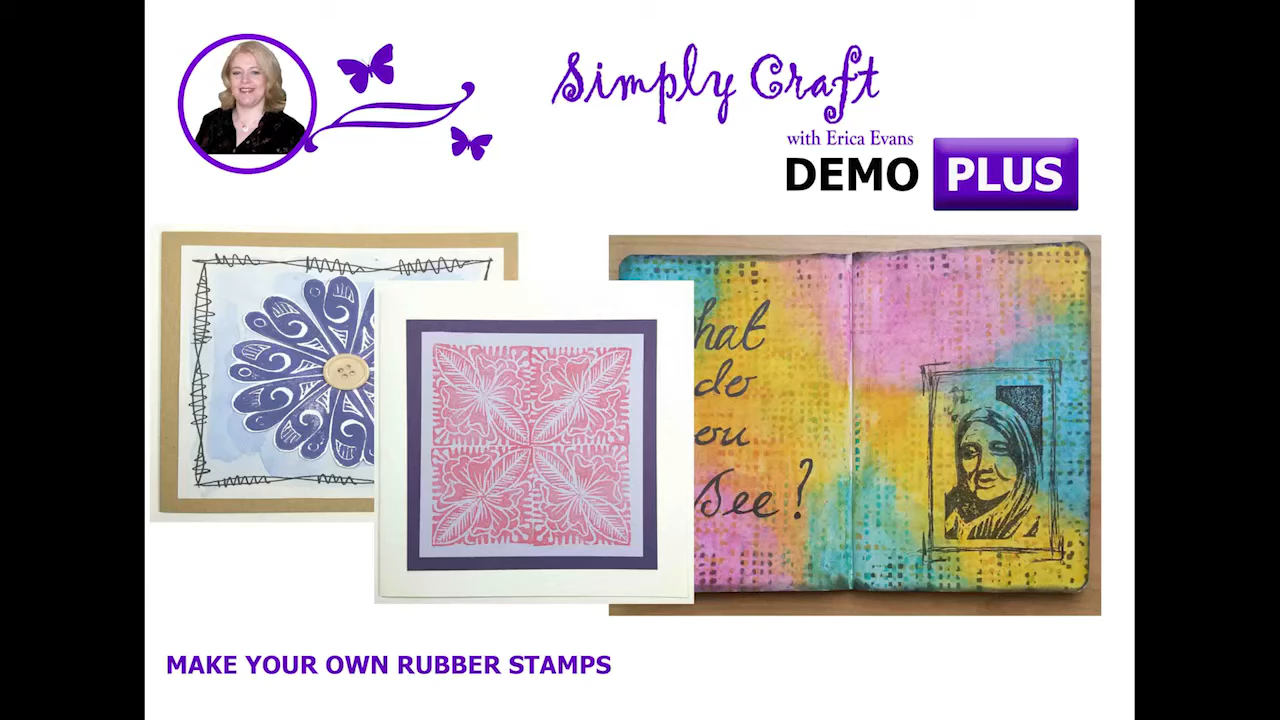 Simply Craft
with Erica Evans
DEMO PLUS
hat
do
ou
See?
MAKE YOUR OWN RUBBER STAMPS